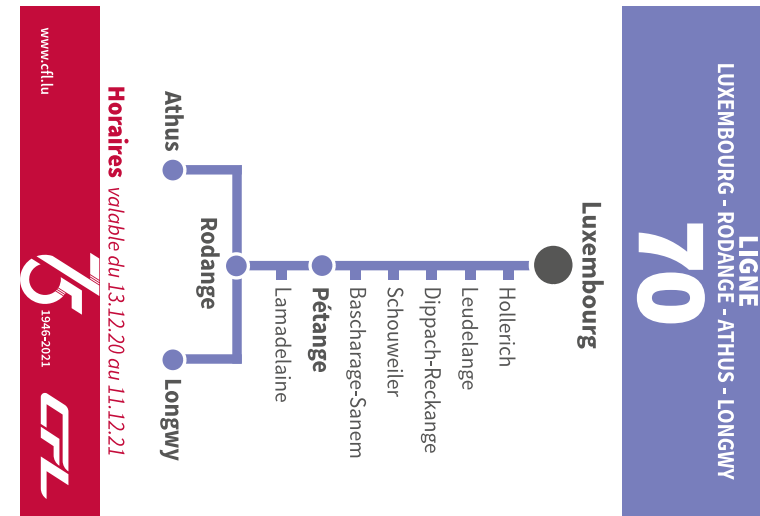 LIGNE
70
LUXEMBOURG - RODANGE - ATHUS - LONGWY
Luxembourg
Hollerich
Leudelange
Dippach-Reckange
Schouweiler
Bascharage-Sanem
Pétange
Lamadelaine
Rodange
Athus
Longwy
Horaires valable du 13.12.20 au 11.12.21
www.cfl.lu
75
1946-2021
CFL